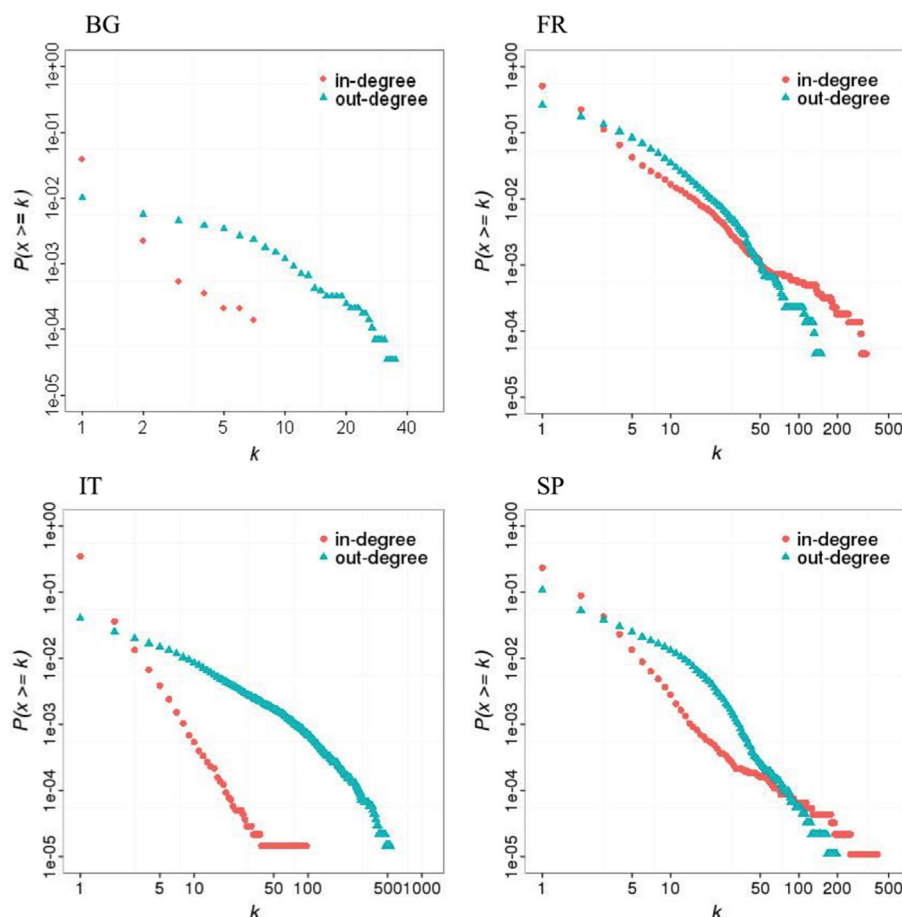 BG
1e+00
1e-01
1e-02
1e-03
1e-04
1e-05
P(x >= k)
in-degree
out-degree
1 2 5 10 20 40
k
FR
1e+00
1e-01
1e-02
1e-03
1e-04
1e-05
P(x >= k)
in-degree
out-degree
1 5 10 50 100 200 500
k
IT
1e+00
1e-01
1e-02
1e-03
1e-04
1e-05
P(x >= k)
in-degree
out-degree
1 5 10 50 100 500 1000
k
SP
1e+00
1e-01
1e-02
1e-03
1e-04
1e-05
P(x >= k)
in-degree
out-degree
1 5 10 50 100 200 500
k